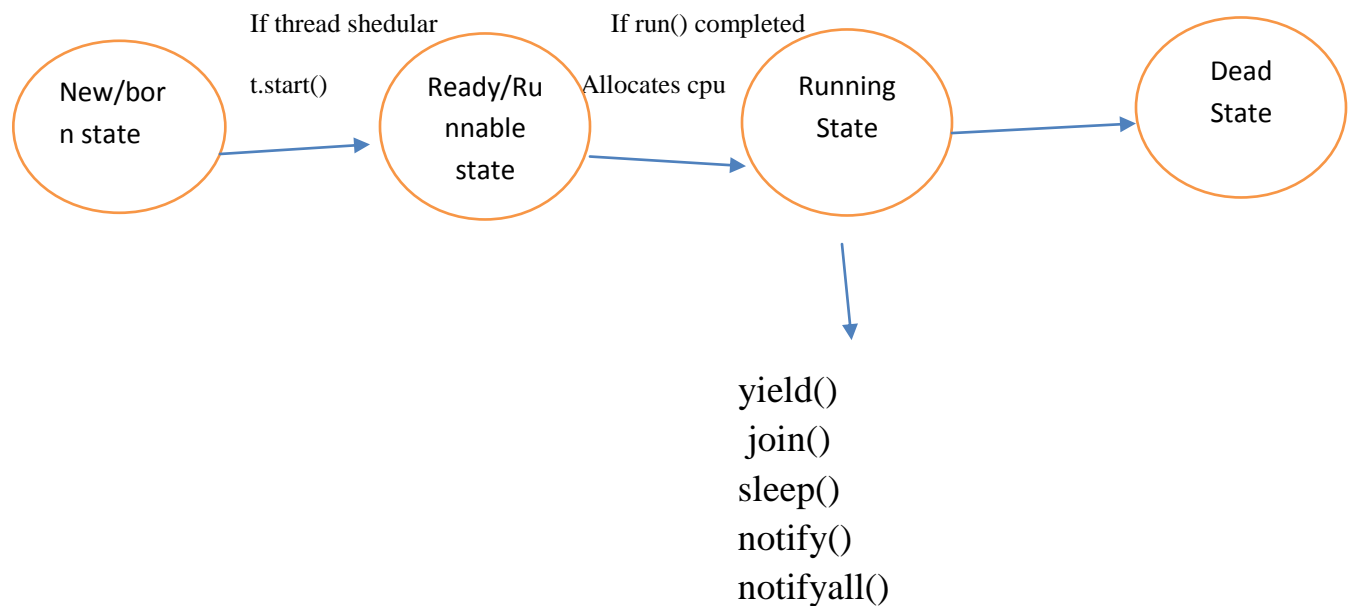 If thread shedular
If run() completed
New/bor
n state
t.start()
Ready/Ru
nnable
state
Allocates cpu
Running
State
Dead
State
yield()
join()
sleep()
notify()
notifyall()